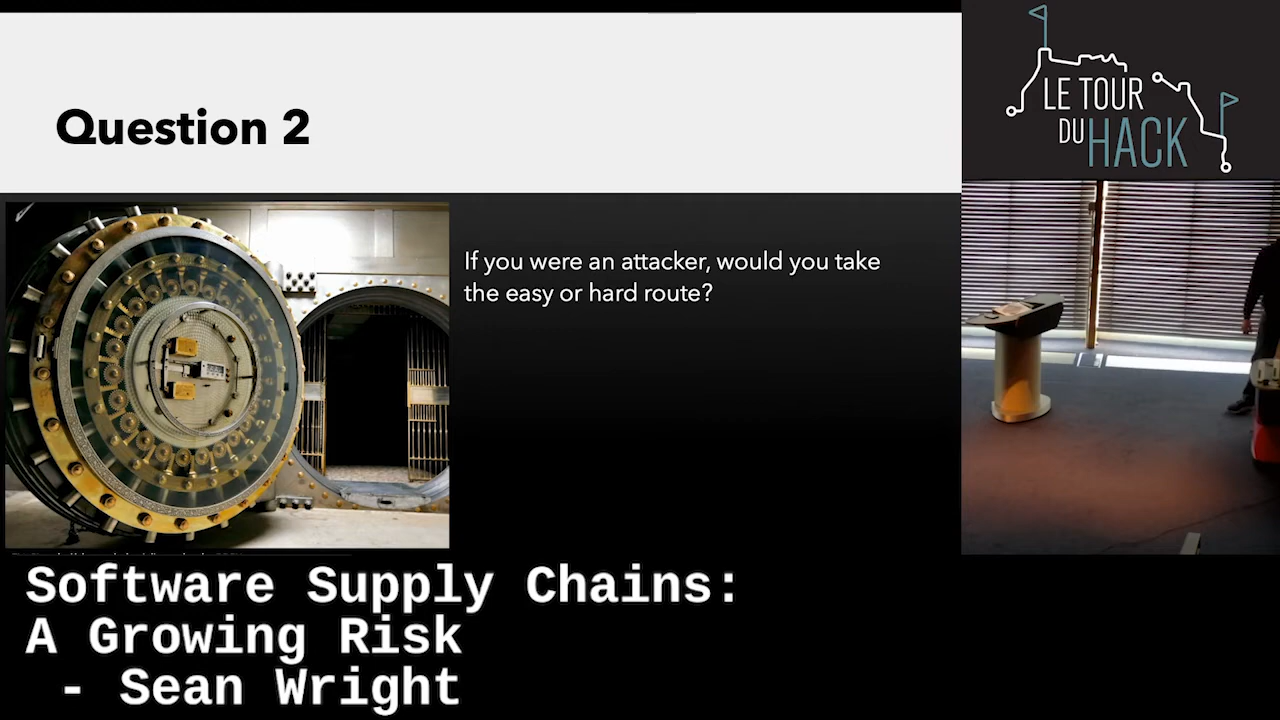 Question 2
If you were an attacker, would you take
the easy or hard route?
LE TOUR
DU HACK
Software Supply Chains:
A Growing Risk
- Sean Wright